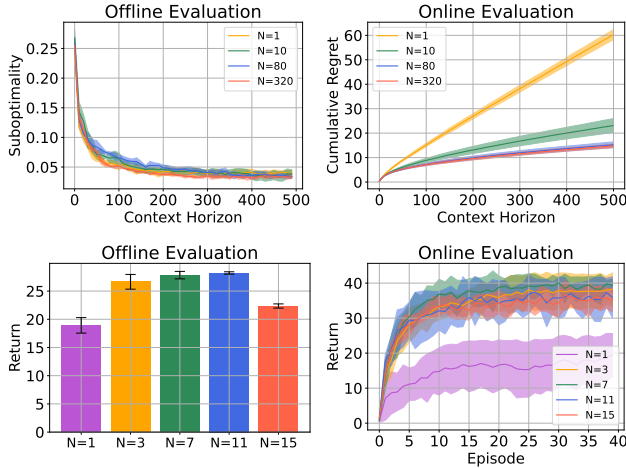 Offline Evaluation
Suboptimality
0.25
0.20
0.15
0.10
0.05
N=1
N=10
N=80
N=320
0 100 200 300 400 500
Context Horizon
Online Evaluation
Cumulative Regret
60
50
40
30
20
10
0
N=1
N=10
N=80
N=320
0 100 200 300 400 500
Context Horizon
Offline Evaluation
Return
25
20
15
10
5
0
N=1 N=3 N=7 N=11 N=15
Online Evaluation
Return
40
30
20
10
0
N=1
N=3
N=7
N=11
N=15
0 5 10 15 20 25 30 35 40
Episode